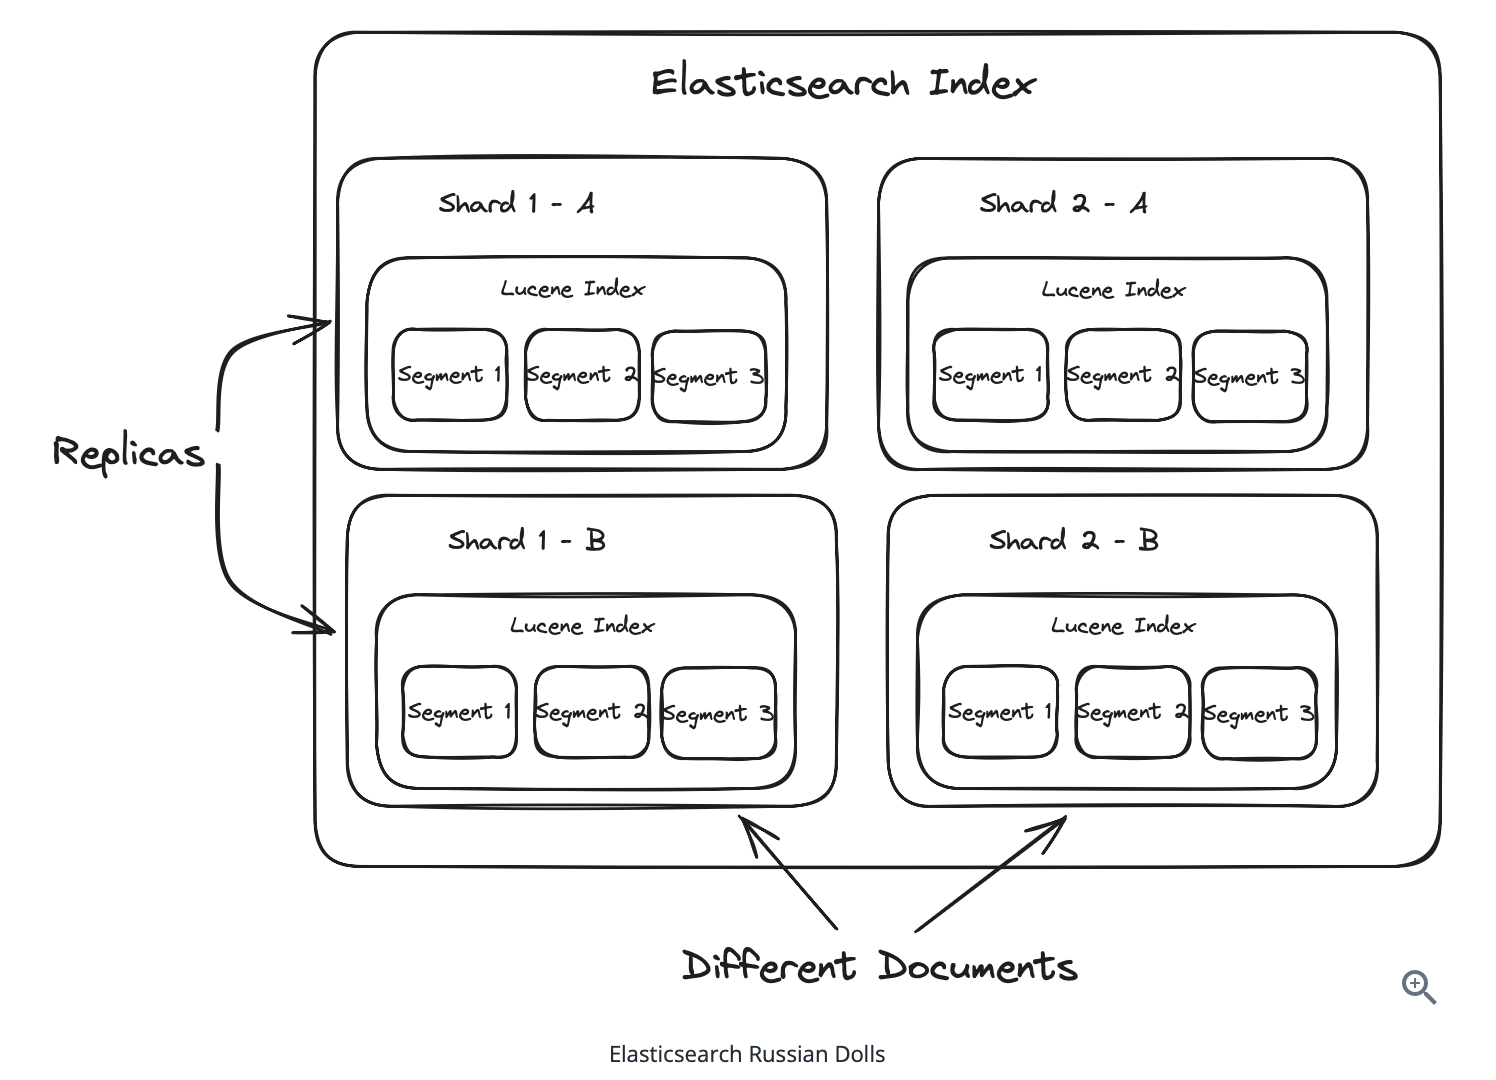 Elasticsearch Index
Shard 1 - A
Lucene Index
Segment 1
Segment 2
Segment 3
Shard 2 - A
Lucene Index
Segment 1
Segment 2
Segment 3
Replicas
Shard 1 - B
Lucene Index
Segment 1
Segment 2
Segment 3
Shard 2 - B
Lucene Index
Segment 1
Segment 2
Segment 3
Different Documents
Elasticsearch Russian Dolls